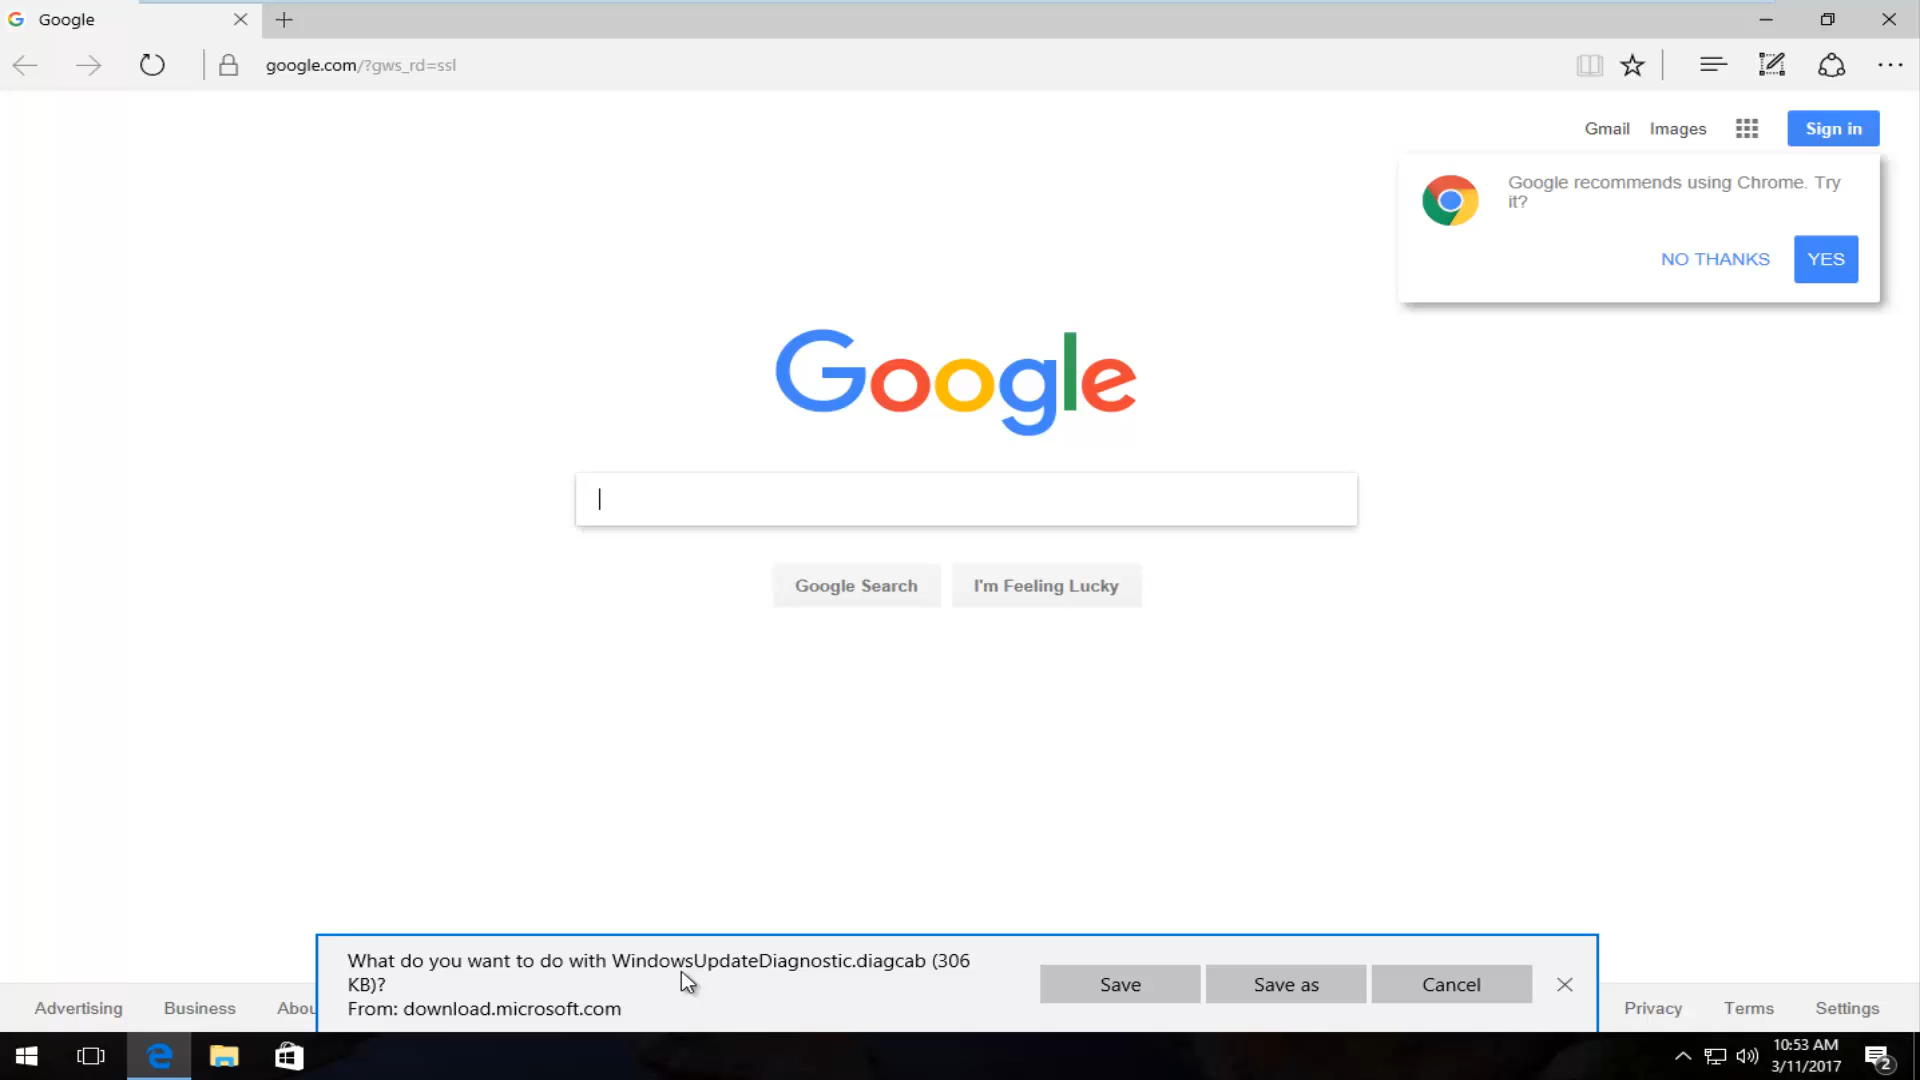 Google
google.com/?gws_rd=ssl
Gmail Images Sign in
Google recommends using Chrome. Try
it?
NO THANKS YES
Google
Google Search I'm Feeling Lucky
What do you want to do with WindowsUpdateDiagnostic.diagcab (306
KB)?
From: download.microsoft.com
Save Save as Cancel
Advertising Business Abou Privacy Terms Settings
10:53 AM
3/11/2017
2